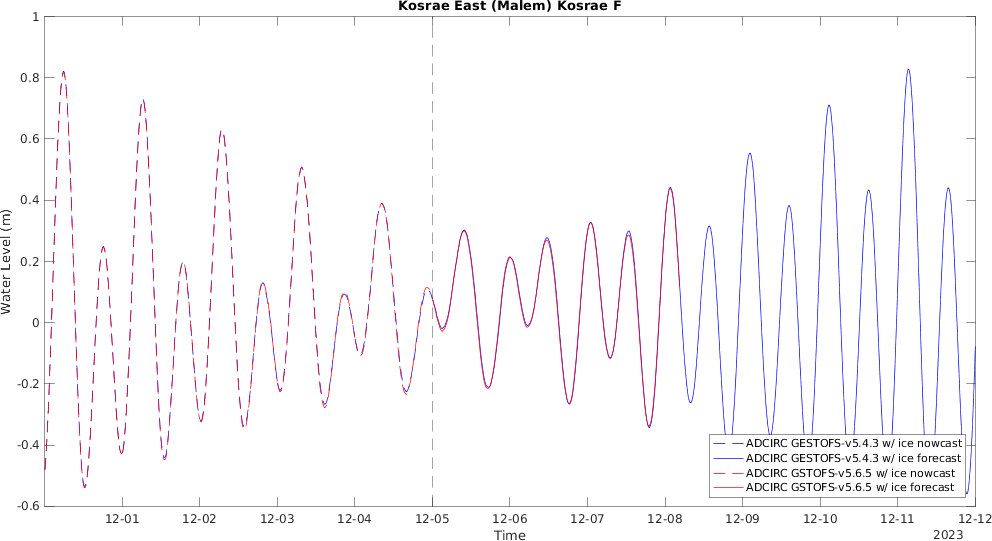 Kosrae East (Malem) Kosrae F
1
0.8
0.6
0.4
0.2
0
-0.2
-0.4
-0.6
Water Level (m)
ADCIRC GESTOFS-v5.4.3 w/ ice nowcast
ADCIRC GESTOFS-v5.4.3 w/ ice forecast
ADCIRC GSTOFS-v5.6.5 w/ ice nowcast
ADCIRC GSTOFS-v5.6.5 w/ ice forecast
12-01 12-02 12-03 12-04 12-05 12-06 12-07 12-08 12-09 12-10 12-11 12-12
Time
2023